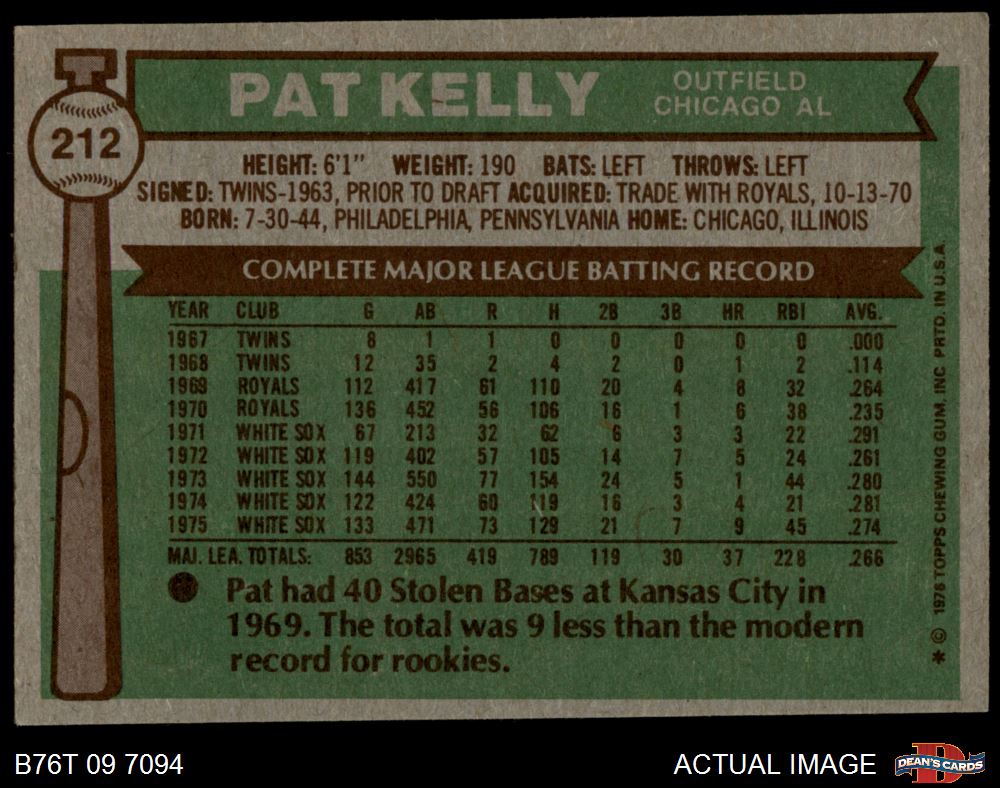 212
PAT KELLY
OUTFIELD
CHICAGO AL
HEIGHT: 6'1" WEIGHT: 190 BATS: LEFT THROWS: LEFT
SIGNED: TWINS-1963, PRIOR TO DRAFT ACQUIRED: TRADE WITH ROYALS, 10-13-70
BORN: 7-30-44, PHILADELPHIA, PENNSYLVANIA HOME: CHICAGO, ILLINOIS
COMPLETE MAJOR LEAGUE BATTING RECORD
YEAR CLUB G AB R H 2B 3B HR RBI AVG.
1967 TWINS 8 1 1 0 0 0 0 0 .000
1968 TWINS 12 35 2 4 2 0 1 2 .114
1969 ROYALS 112 417 61 110 20 4 8 32 .264
1970 ROYALS 136 452 56 106 16 1 6 38 .235
1971 WHITE SOX 67 213 32 62 6 3 3 22 .291
1972 WHITE SOX 119 402 57 105 14 7 5 24 .261
1973 WHITE SOX 144 550 77 154 24 5 1 44 .280
1974 WHITE SOX 122 424 60 119 16 3 4 21 .281
1975 WHITE SOX 133 471 73 129 21 7 9 45 .274
MAJ. LEA. TOTALS: 853 2965 419 789 119 30 37 228 .266
Pat had 40 Stolen Bases at Kansas City in
1969. The total was 9 less than the modern
record for rookies.
* © 1976 TOPPS CHEWING GUM, INC PRTD. IN U.S.A.
B76T 09 7094
ACTUAL IMAGE
DEAN'S CARDS